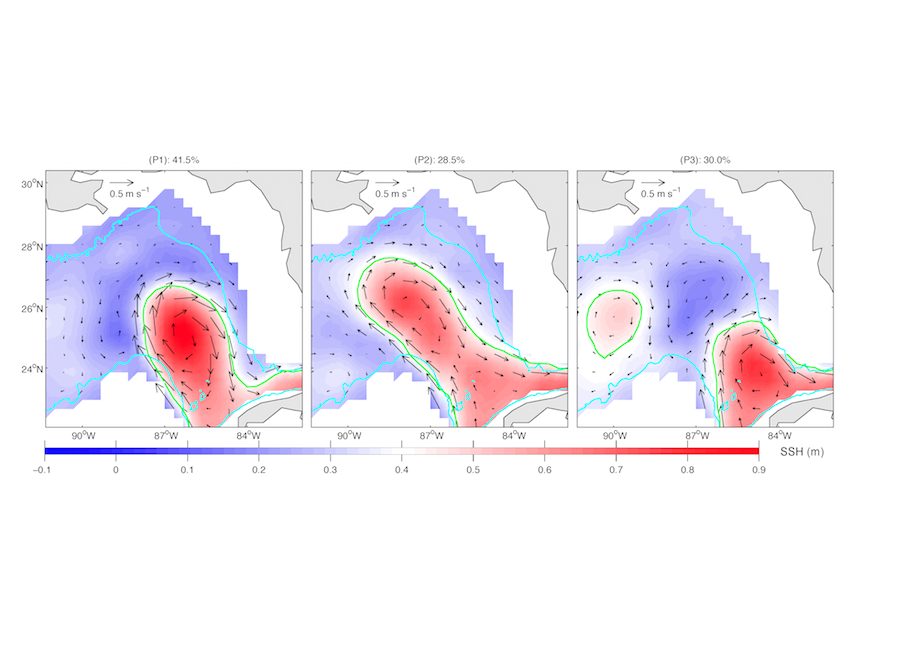 (P1): 41.5% (P2): 28.5% (P3): 30.0%
30°N
0.5 m s⁻¹ 0.5 m s⁻¹ 0.5 m s⁻¹
28°N
26°N
24°N
90°W 87°W 84°W 90°W 87°W 84°W 90°W 87°W 84°W
−0.1 0 0.1 0.2 0.3 0.4 0.5 0.6 0.7 0.8 0.9 SSH (m)